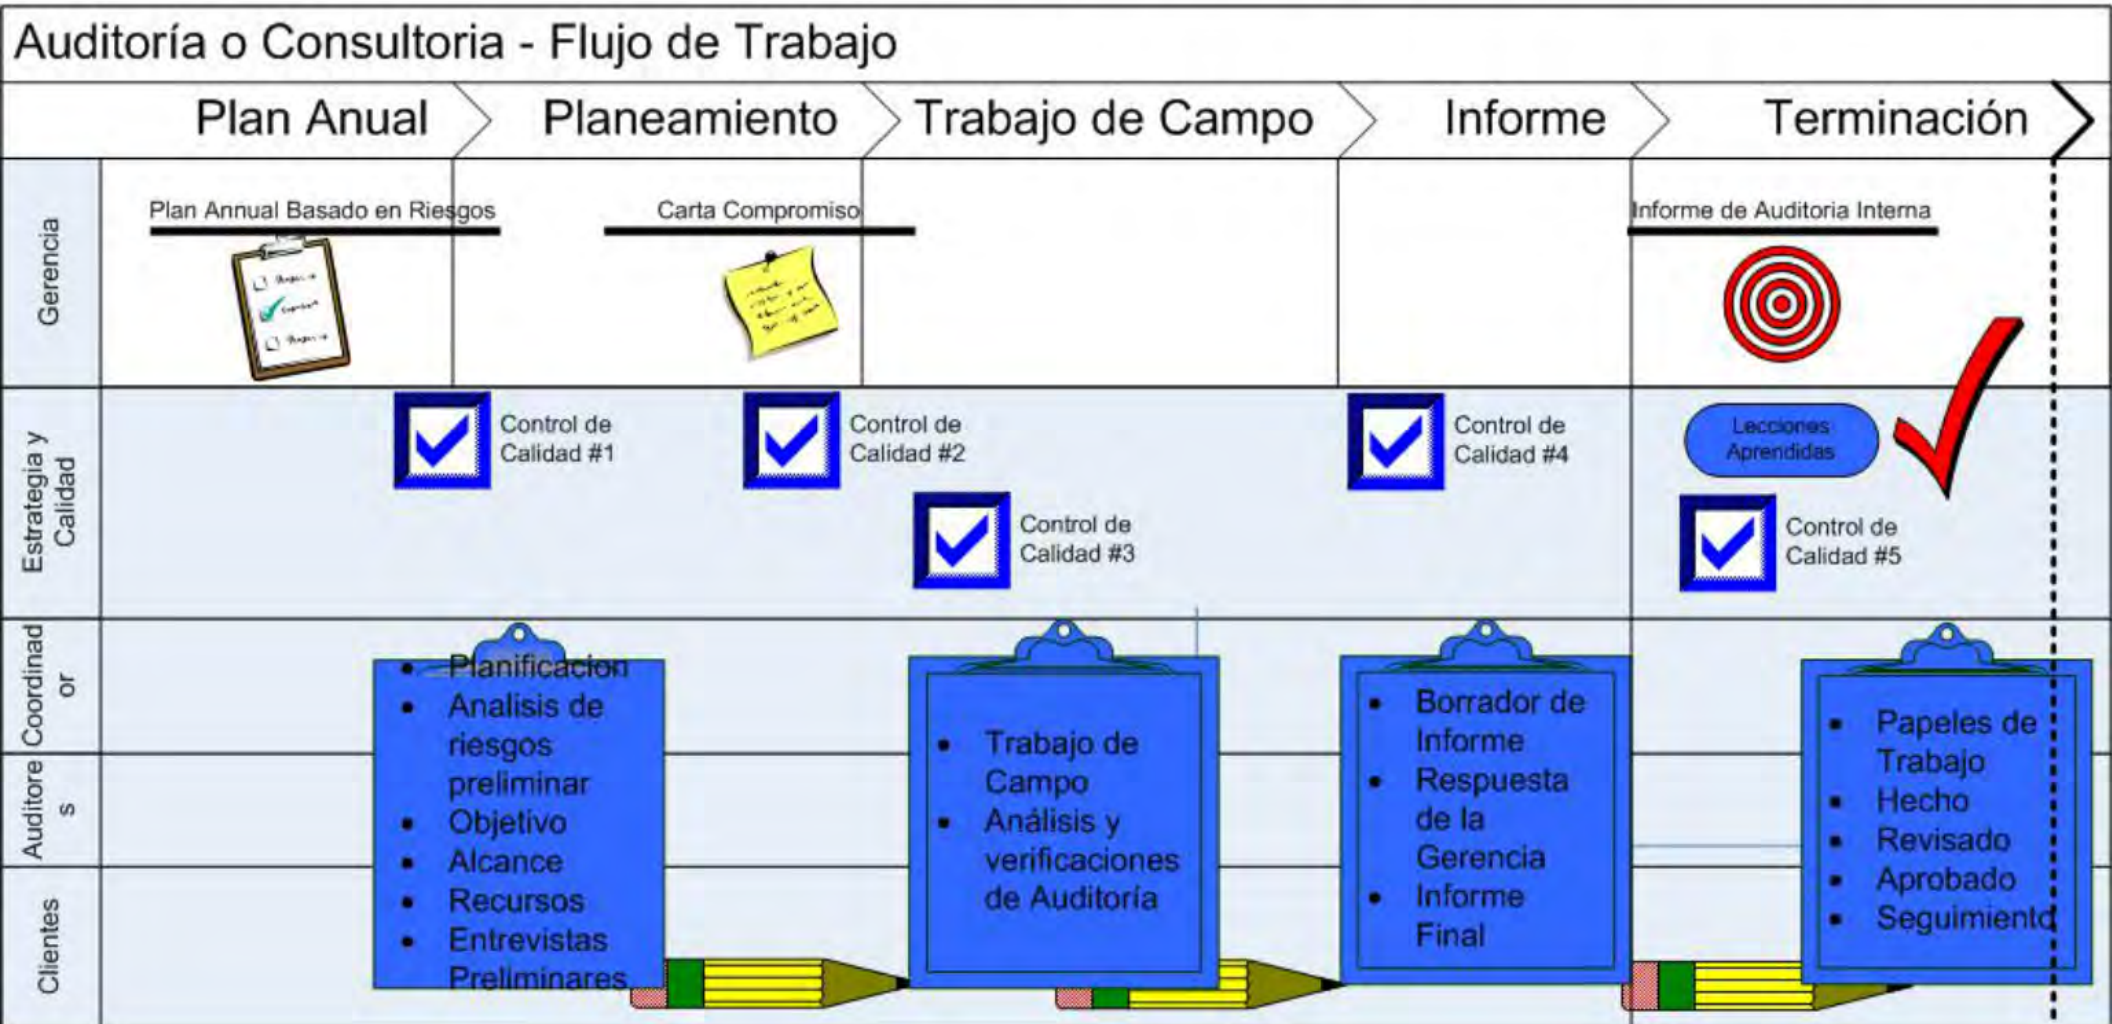 Auditoría o Consultoria - Flujo de Trabajo
Plan Anual
Planeamiento
Trabajo de Campo
Informe
Terminación
Gerencia
Plan Annual Basado en Riesgos
Carta Compromiso
Informe de Auditoria Interna
Estrategia y
Calidad
Control de
Calidad #1
Control de
Calidad #2
Control de
Calidad #3
Control de
Calidad #4
Lecciones
Aprendidas
Control de
Calidad #5
Coordinad
or
Auditore
s
Clientes
• Planificacion
• Analisis de
riesgos
preliminar
• Objetivo
• Alcance
• Recursos
• Entrevistas
Preliminares
• Trabajo de
Campo
• Análisis y
verificaciones
de Auditoría
• Borrador de
Informe
• Respuesta
de la
Gerencia
• Informe
Final
• Papeles de
Trabajo
• Hecho
• Revisado
• Aprobado
• Seguimiento